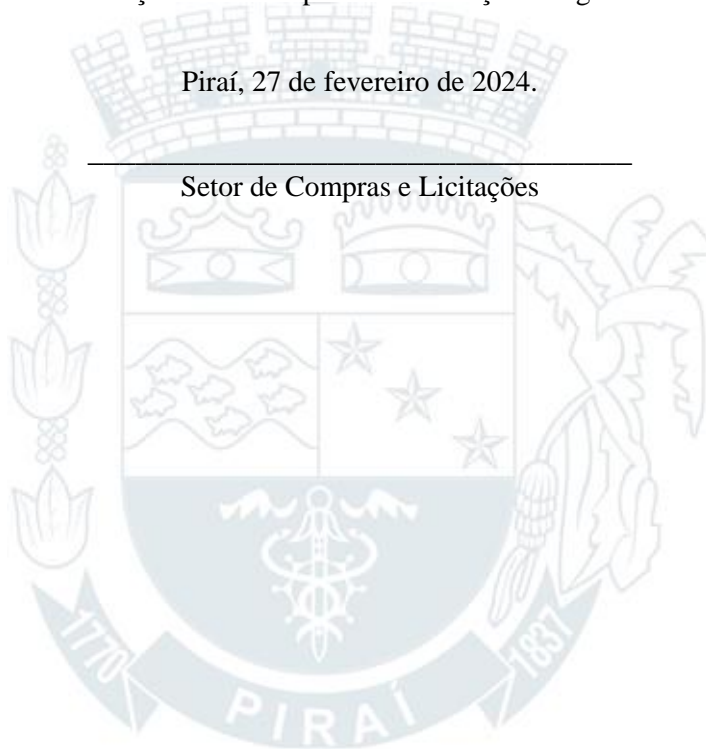 Piraí, 27 de fevereiro de 2024.
Setor de Compras e Licitações
1770
PIRAÍ
1837